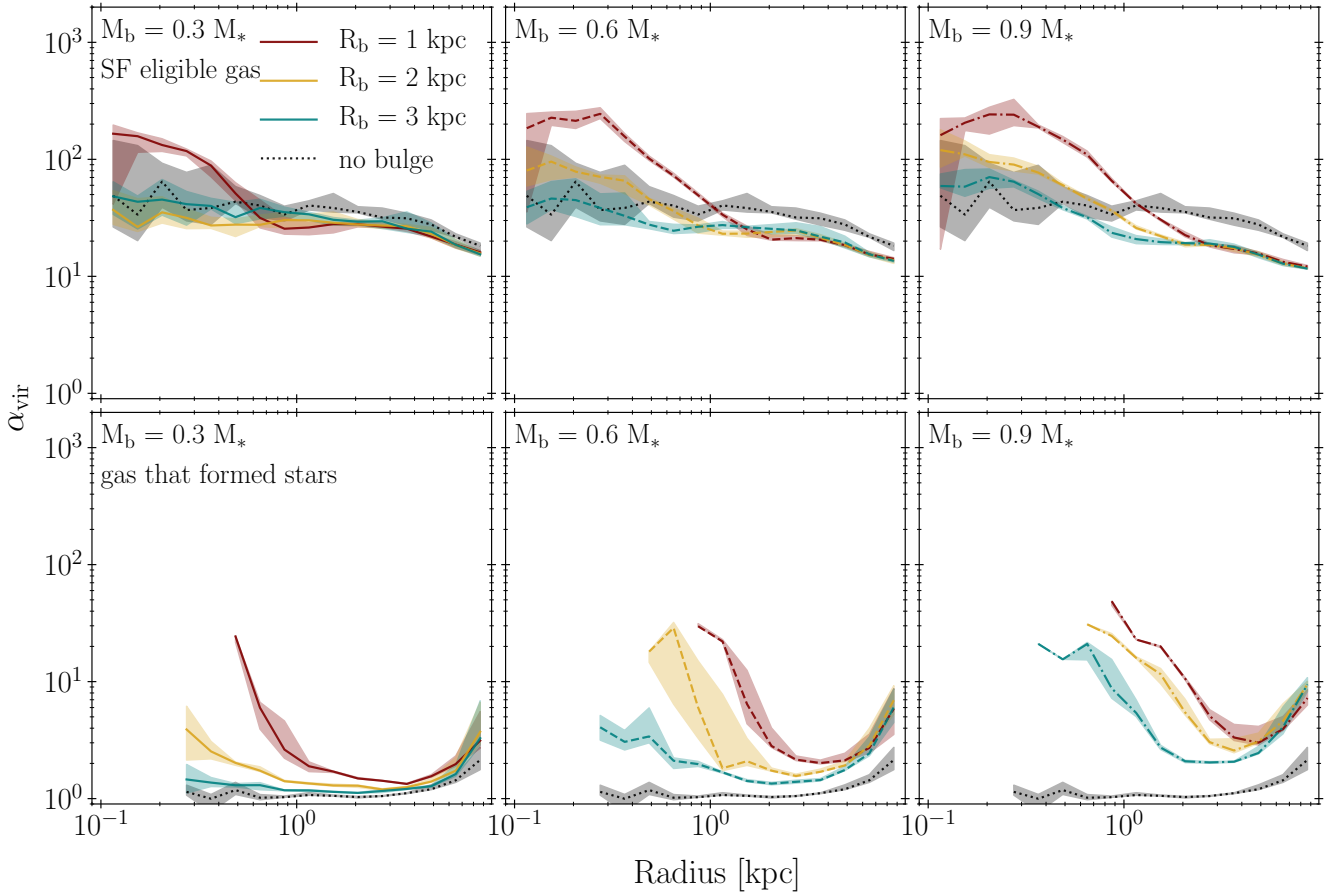 M_b = 0.3 M_*
SF eligible gas
R_b = 1 kpc
R_b = 2 kpc
R_b = 3 kpc
no bulge
M_b = 0.6 M_*
M_b = 0.9 M_*
10^3
10^2
10^1
10^0
α_vir
M_b = 0.3 M_*
gas that formed stars
M_b = 0.6 M_*
M_b = 0.9 M_*
10^3
10^2
10^1
10^0
10^−1
10^0
10^−1
10^0
10^−1
10^0
Radius [kpc]